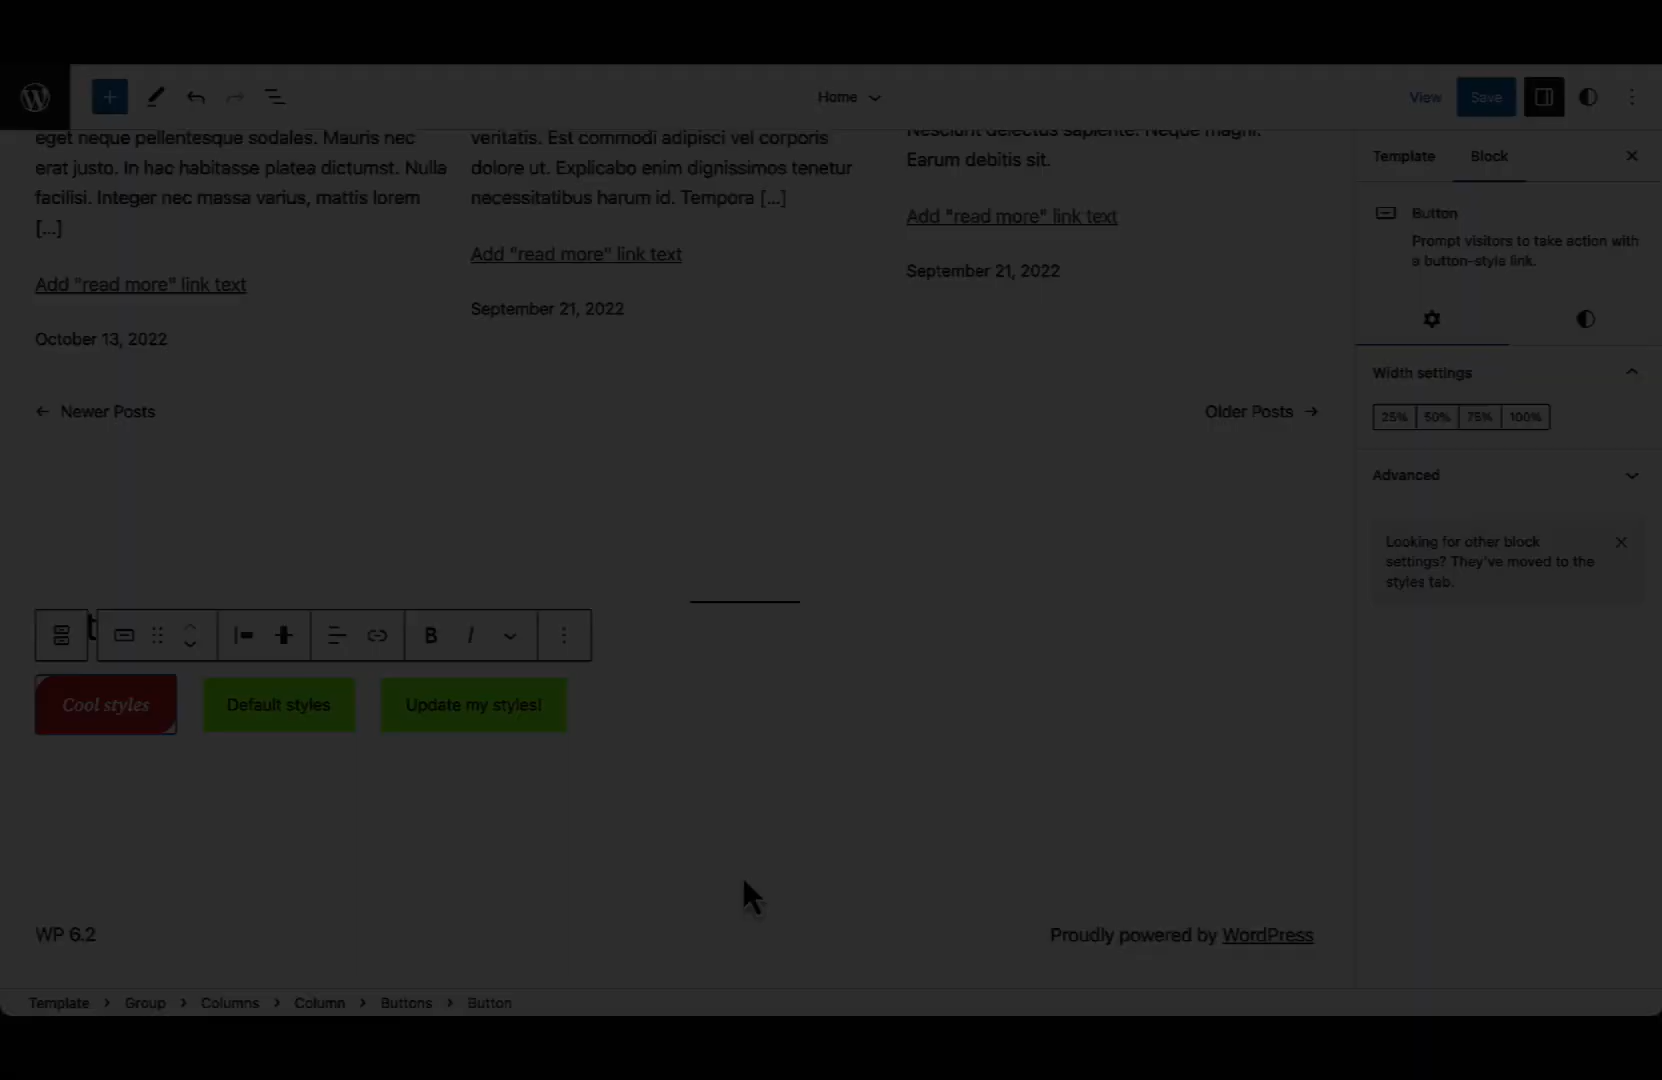 Home
View
Save
eget neque pellentesque sodales. Mauris nec
erat justo. In hac habitasse platea dictumst. Nulla
facilisi. Integer nec massa varius, mattis lorem
[...]
Add "read more" link text
October 13, 2022
veritatis. Est commodi adipisci vel corporis
dolore ut. Explicabo enim dignissimos tenetur
necessitatibus harum id. Tempora [...]
Add "read more" link text
September 21, 2022
Nesciunt delectus sapiente. Neque magni.
Earum debitis sit.
Add "read more" link text
September 21, 2022
Newer Posts
Older Posts
B I
Cool styles
Default styles
Update my styles!
WP 6.2
Proudly powered by WordPress
Template
Block
Button
Prompt visitors to take action with
a button-style link.
Width settings
25% 50% 75% 100%
Advanced
Looking for other block
settings? They've moved to the
styles tab.
Template > Group > Columns > Column > Buttons > Button